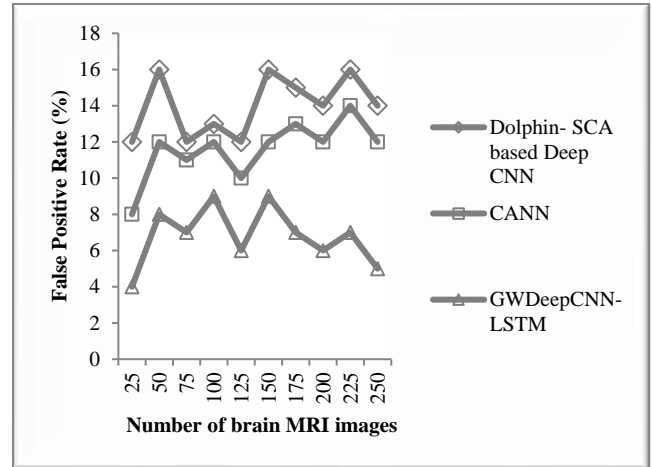 False Positive Rate (%)
18
16
14
12
10
8
6
4
2
0
25
50
75
100
125
150
175
200
225
250
Number of brain MRI images
Dolphin- SCA
based Deep
CNN
CANN
GWDeepCNN-
LSTM